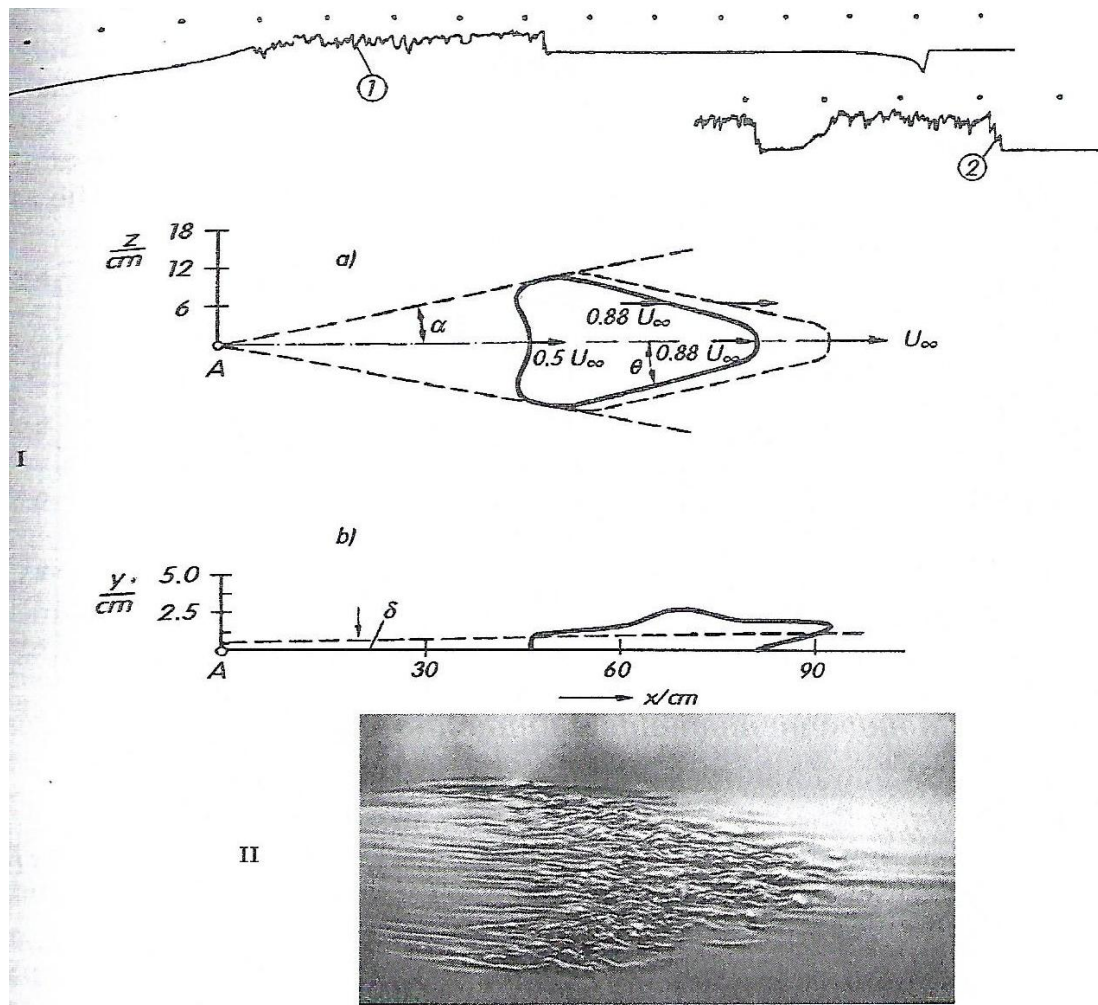 ①
②
z/cm
18
12
6
a)
α
0.88 U∞
0.5 U∞
θ
0.88 U∞
U∞
A
I
b)
y/cm
5.0
2.5
δ
A
30
60
90
x/cm
II